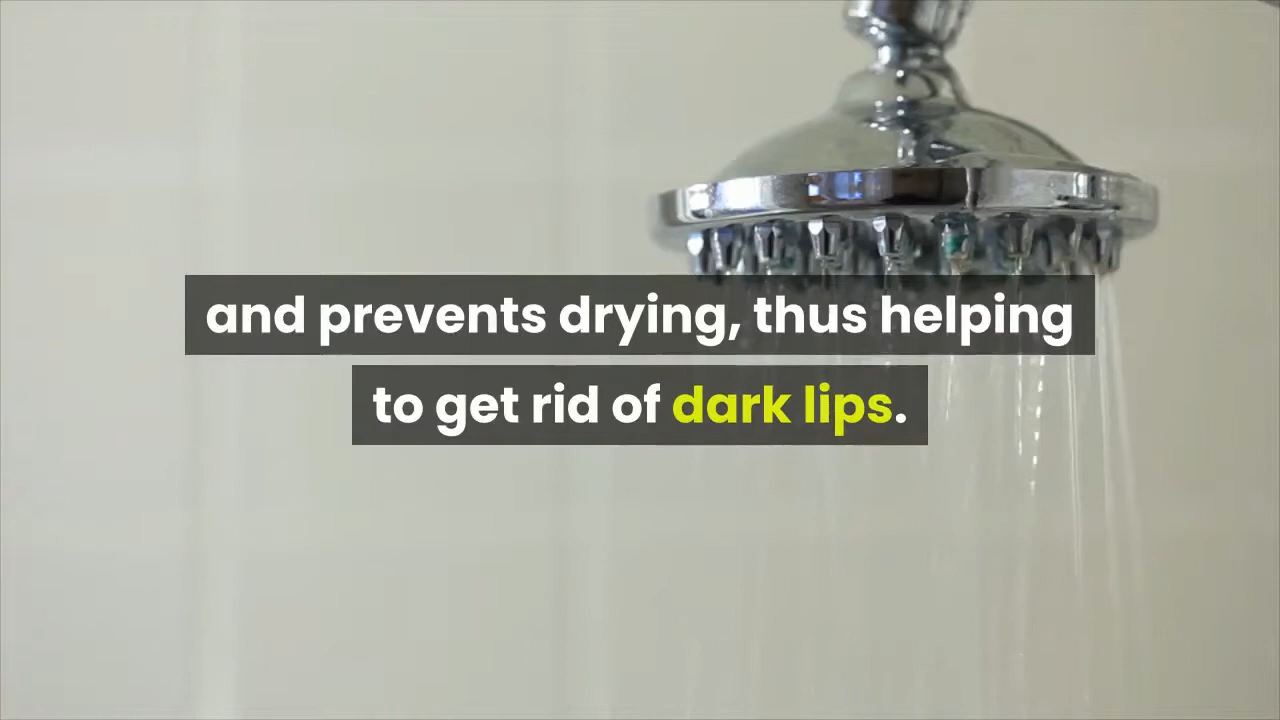 and prevents drying, thus helping
to get rid of dark lips.